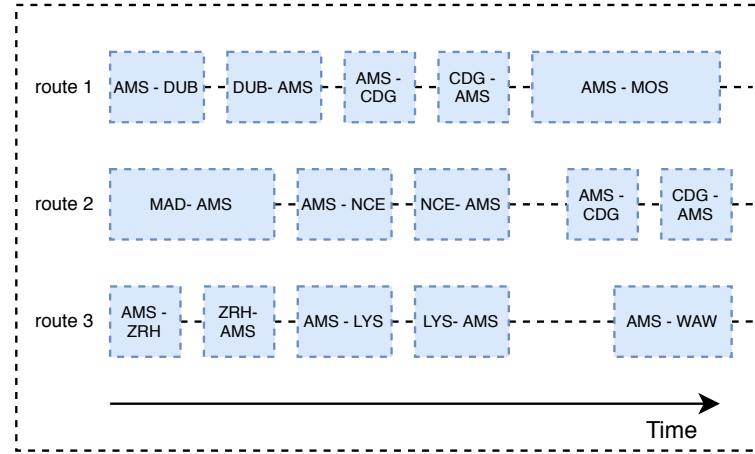 route 1
AMS - DUB
DUB- AMS
AMS -
CDG
CDG -
AMS
AMS - MOS
route 2
MAD- AMS
AMS - NCE
NCE- AMS
AMS -
CDG
CDG -
AMS
route 3
AMS -
ZRH
ZRH-
AMS
AMS - LYS
LYS- AMS
AMS - WAW
Time